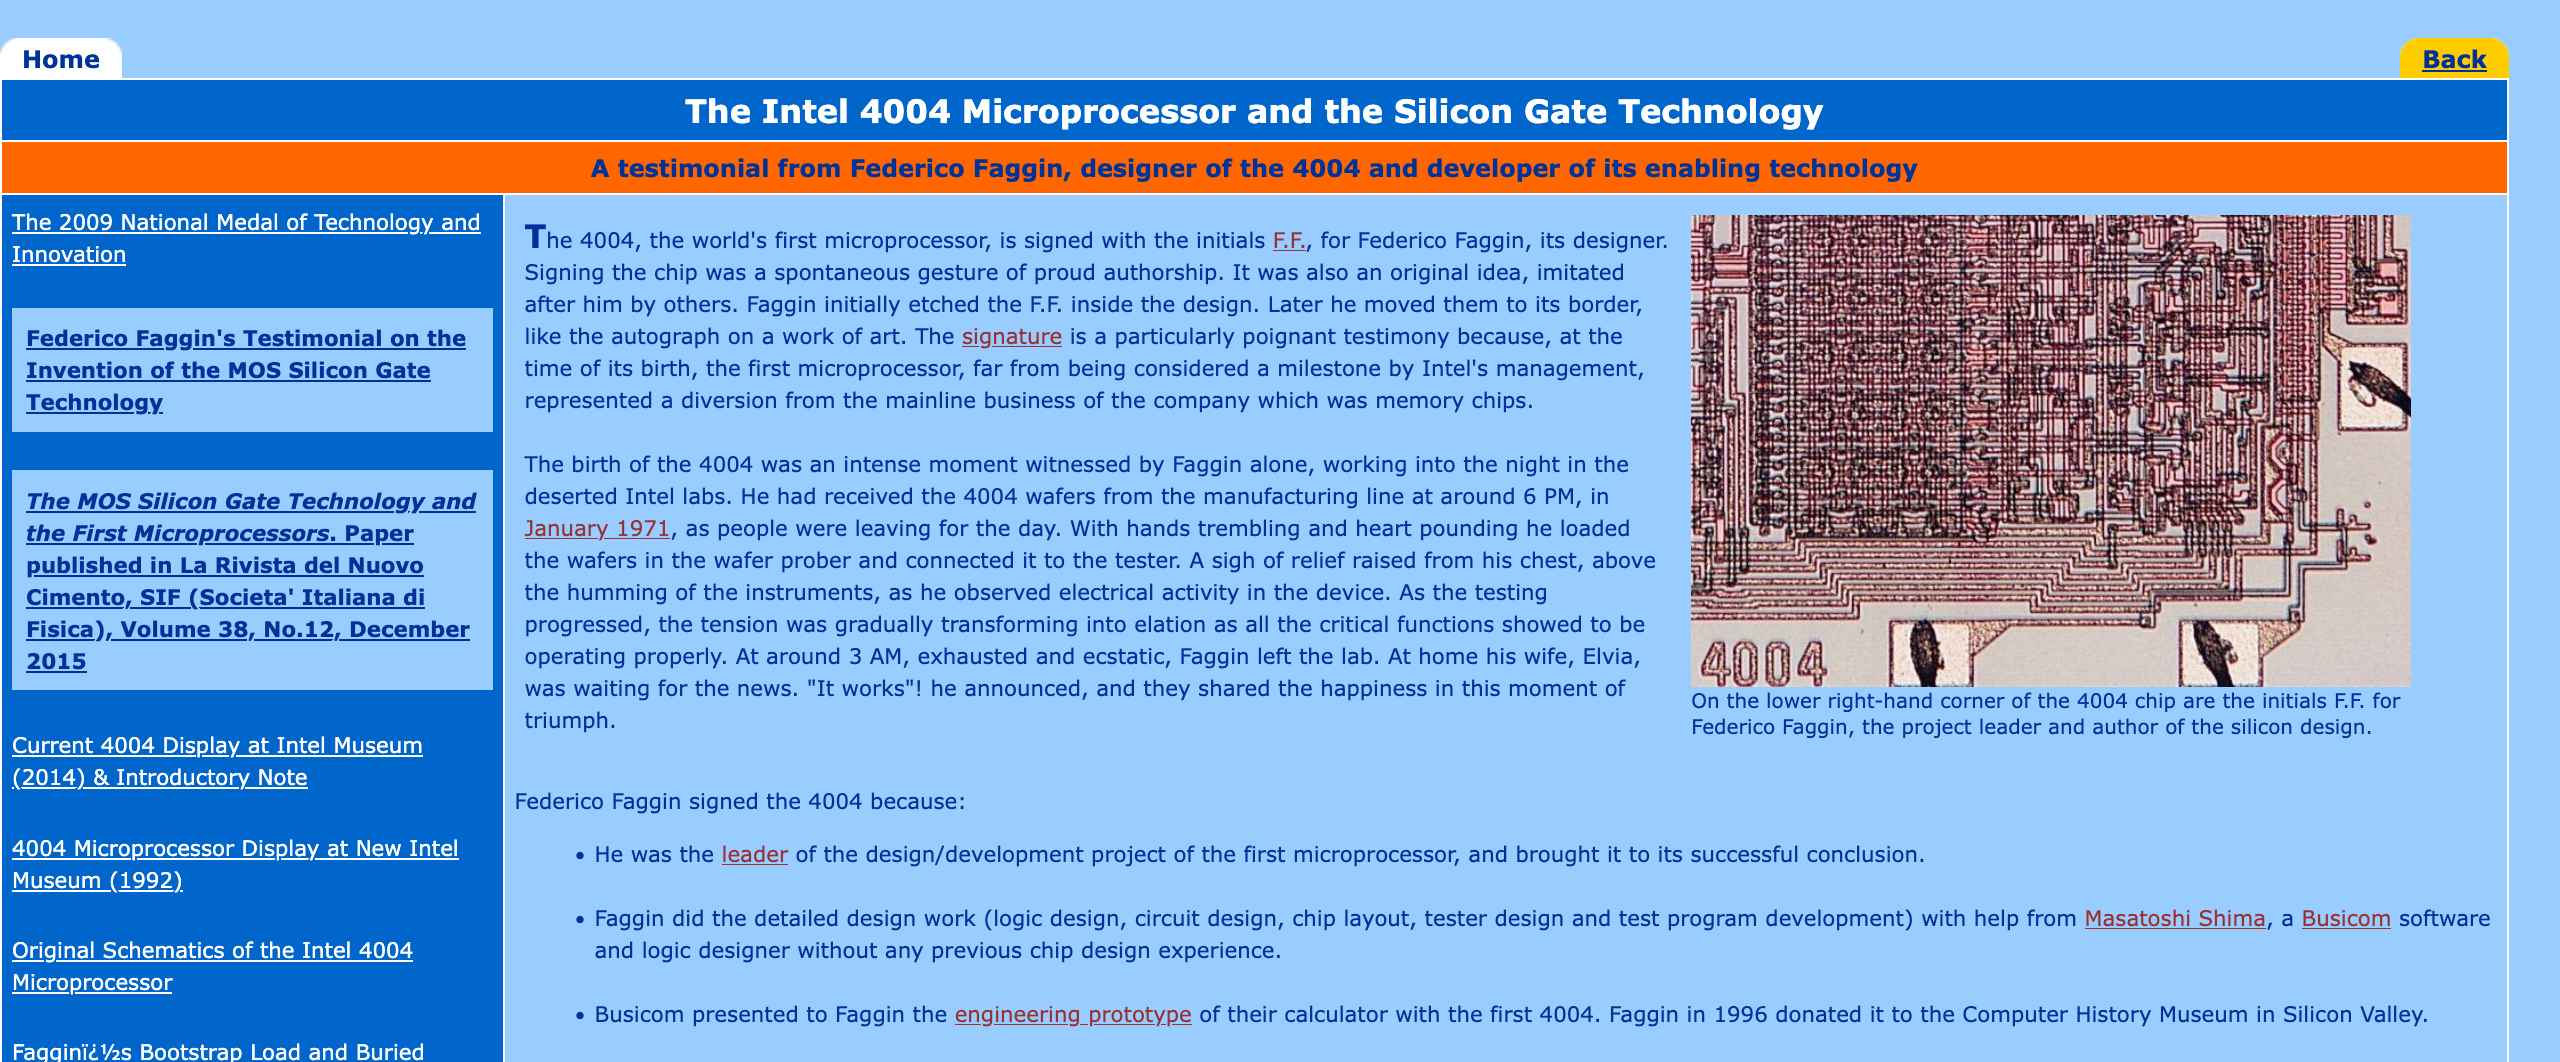 Home
Back
The Intel 4004 Microprocessor and the Silicon Gate Technology
A testimonial from Federico Faggin, designer of the 4004 and developer of its enabling technology
The 2009 National Medal of Technology and
Innovation
Federico Faggin's Testimonial on the
Invention of the MOS Silicon Gate
Technology
The MOS Silicon Gate Technology and
the First Microprocessors. Paper
published in La Rivista del Nuovo
Cimento, SIF (Societa' Italiana di
Fisica), Volume 38, No.12, December
2015
Current 4004 Display at Intel Museum
(2014) & Introductory Note
4004 Microprocessor Display at New Intel
Museum (1992)
Original Schematics of the Intel 4004
Microprocessor
Fagginï¿½s Bootstrap Load and Buried
The 4004, the world's first microprocessor, is signed with the initials F.F., for Federico Faggin, its designer.
Signing the chip was a spontaneous gesture of proud authorship. It was also an original idea, imitated
after him by others. Faggin initially etched the F.F. inside the design. Later he moved them to its border,
like the autograph on a work of art. The signature is a particularly poignant testimony because, at the
time of its birth, the first microprocessor, far from being considered a milestone by Intel's management,
represented a diversion from the mainline business of the company which was memory chips.
The birth of the 4004 was an intense moment witnessed by Faggin alone, working into the night in the
deserted Intel labs. He had received the 4004 wafers from the manufacturing line at around 6 PM, in
January 1971, as people were leaving for the day. With hands trembling and heart pounding he loaded
the wafers in the wafer prober and connected it to the tester. A sigh of relief raised from his chest, above
the humming of the instruments, as he observed electrical activity in the device. As the testing
progressed, the tension was gradually transforming into elation as all the critical functions showed to be
operating properly. At around 3 AM, exhausted and ecstatic, Faggin left the lab. At home his wife, Elvia,
was waiting for the news. "It works"! he announced, and they shared the happiness in this moment of
triumph.
4004
On the lower right-hand corner of the 4004 chip are the initials F.F. for
Federico Faggin, the project leader and author of the silicon design.
Federico Faggin signed the 4004 because:
• He was the leader of the design/development project of the first microprocessor, and brought it to its successful conclusion.
• Faggin did the detailed design work (logic design, circuit design, chip layout, tester design and test program development) with help from Masatoshi Shima, a Busicom software
and logic designer without any previous chip design experience.
• Busicom presented to Faggin the engineering prototype of their calculator with the first 4004. Faggin in 1996 donated it to the Computer History Museum in Silicon Valley.